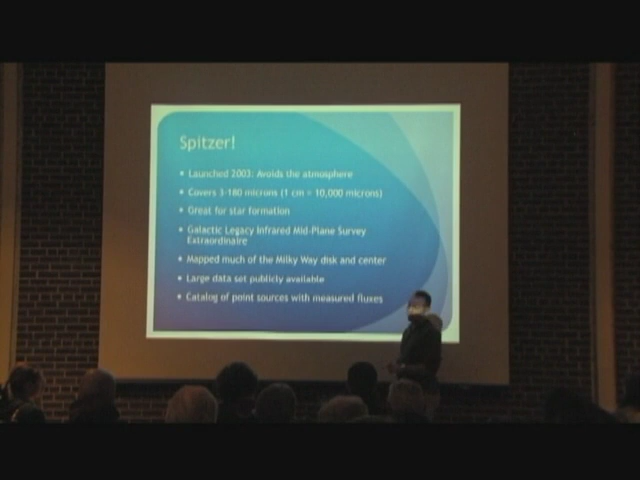 Spitzer!
Launched 2003: Avoids the atmosphere
Covers 3-180 microns (1 cm = 10,000 microns)
Great for star formation
Galactic Legacy Infrared Mid-Plane Survey
Extraordinaire
Mapped much of the Milky Way disk and center
Large data set publicly available
Catalog of point sources with measured fluxes